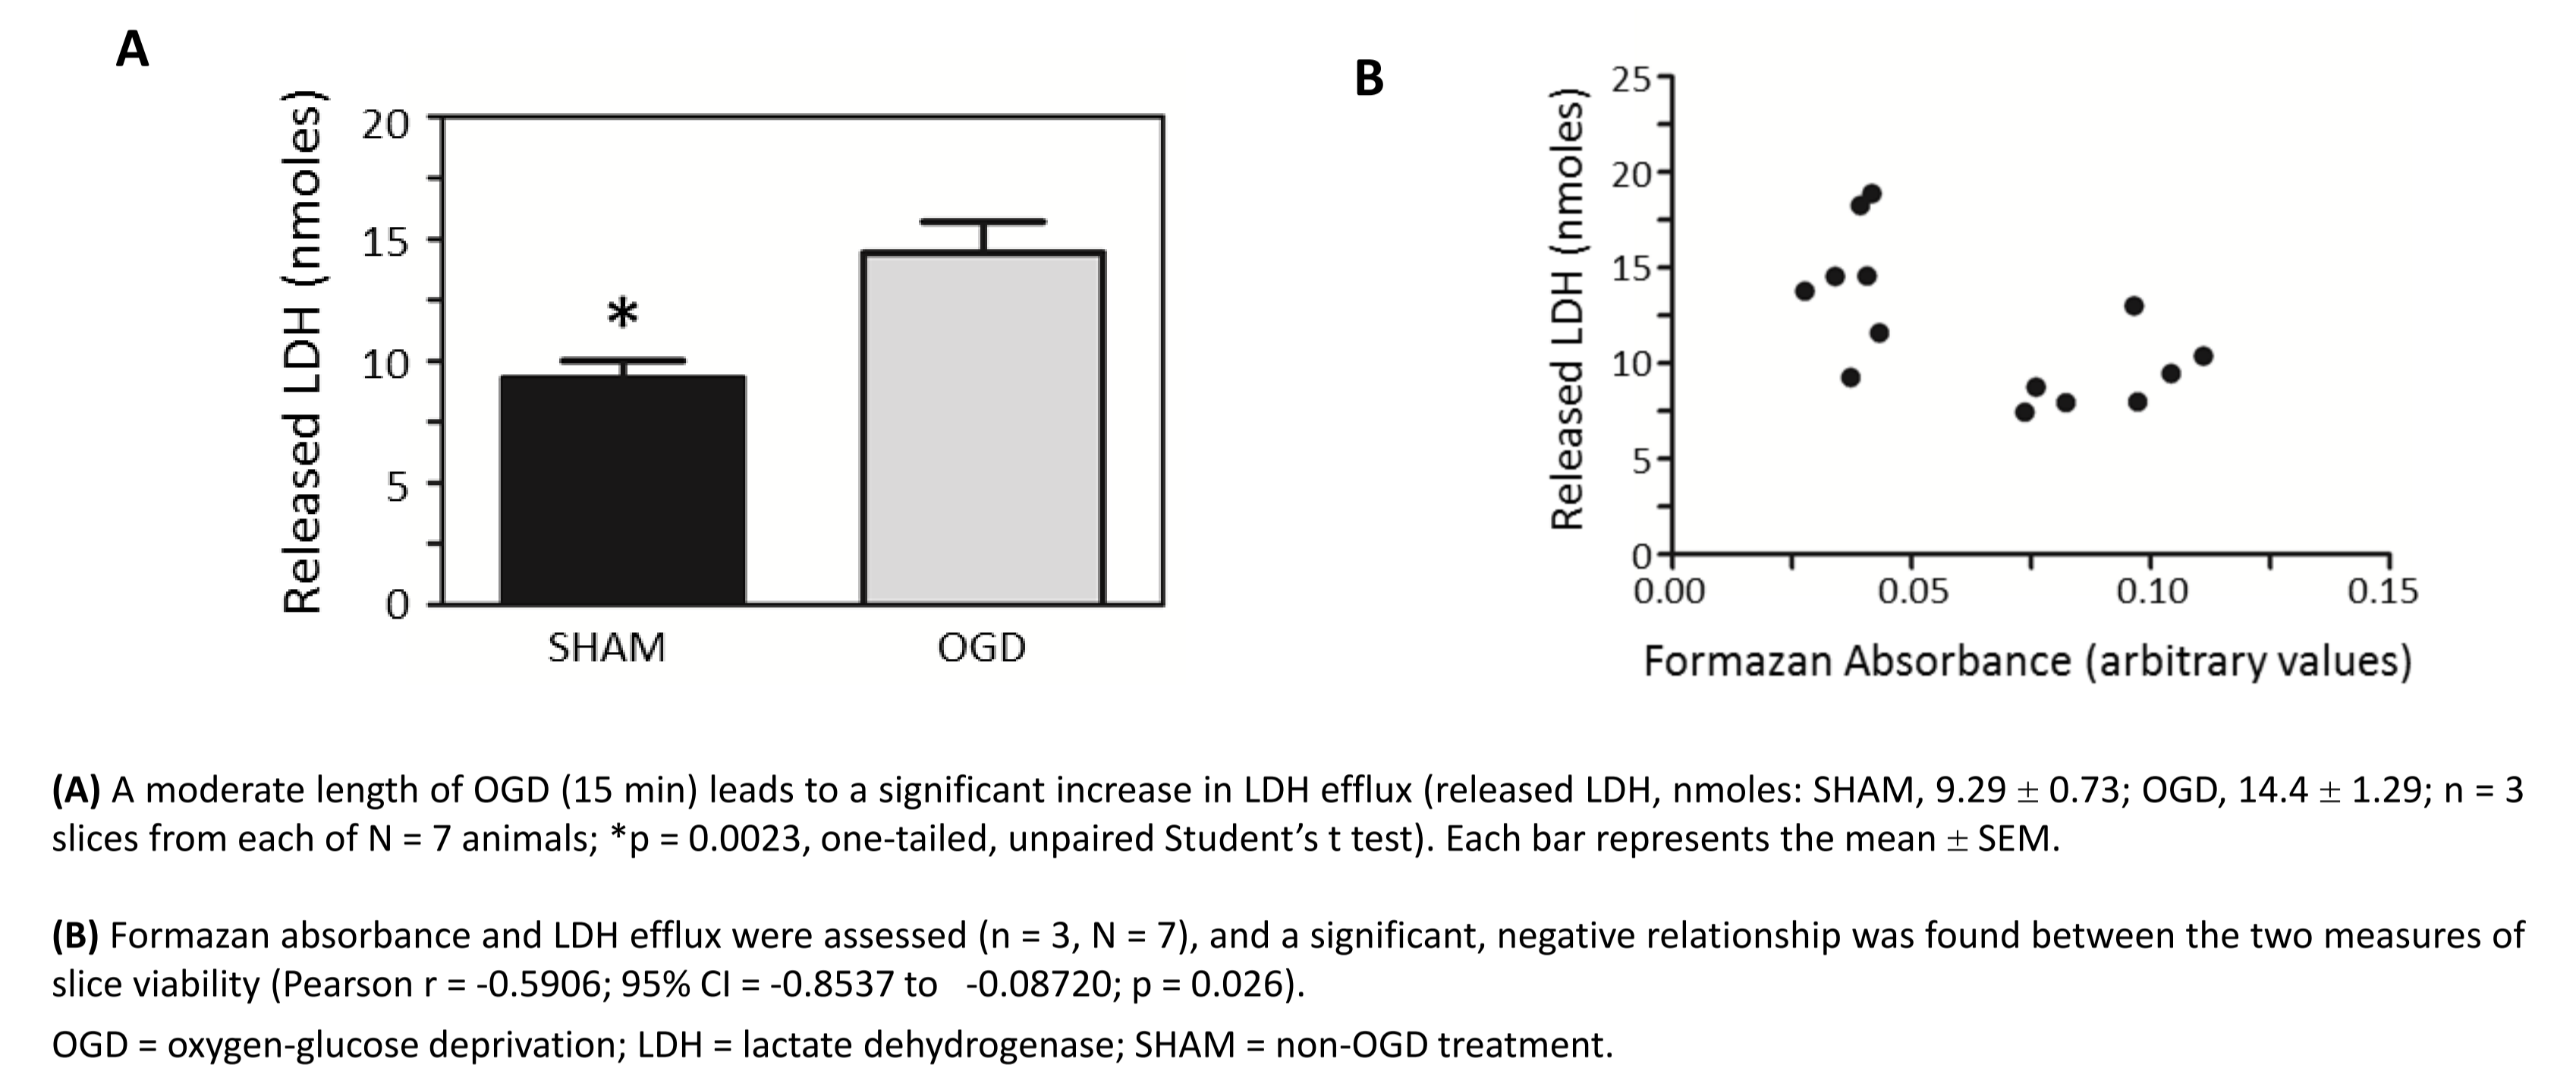 A
Released LDH (nmoles)
20
15
10
5
0
*
SHAM
OGD
B
Released LDH (nmoles)
25
20
15
10
5
0
0.00
0.05
0.10
0.15
Formazan Absorbance (arbitrary values)
(A) A moderate length of OGD (15 min) leads to a significant increase in LDH efflux (released LDH, nmoles: SHAM, 9.29 ± 0.73; OGD, 14.4 ± 1.29; n = 3
slices from each of N = 7 animals; *p = 0.0023, one-tailed, unpaired Student’s t test). Each bar represents the mean ± SEM.
(B) Formazan absorbance and LDH efflux were assessed (n = 3, N = 7), and a significant, negative relationship was found between the two measures of
slice viability (Pearson r = -0.5906; 95% CI = -0.8537 to -0.08720; p = 0.026).
OGD = oxygen-glucose deprivation; LDH = lactate dehydrogenase; SHAM = non-OGD treatment.